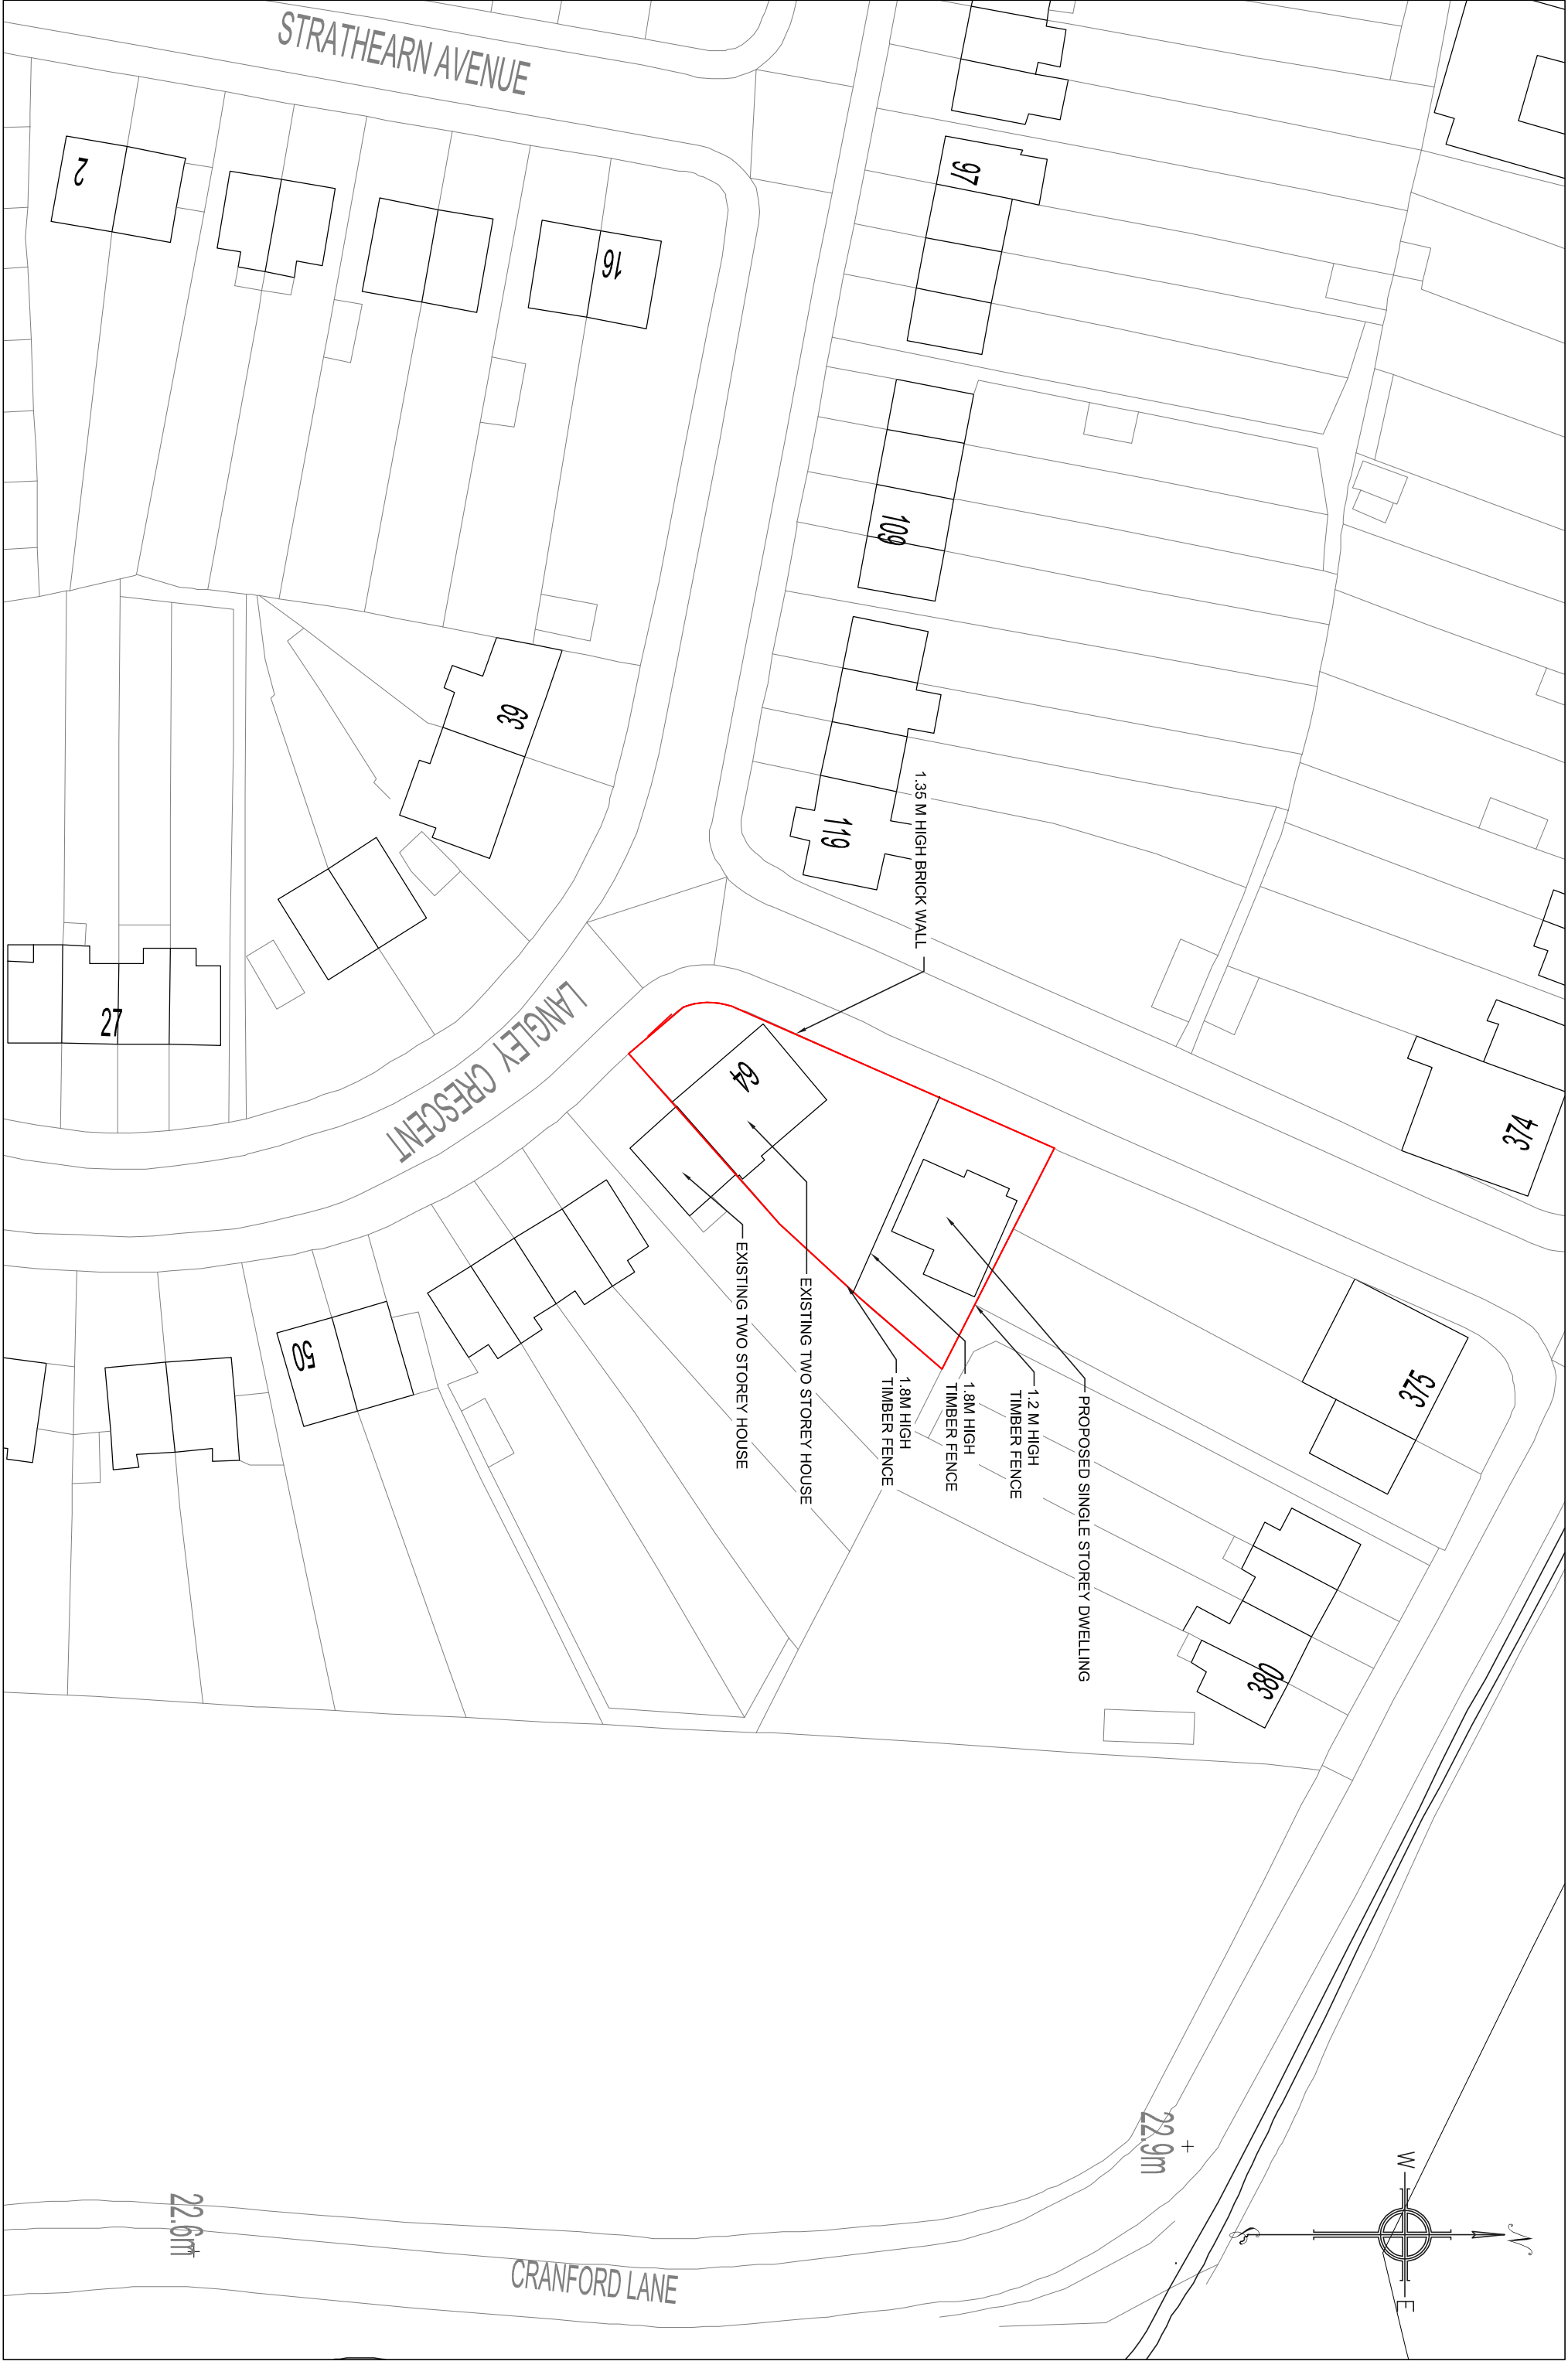 STRATHEARN AVENUE
2
16
97
109
119
63
27
LANGLEY CRESCENT
64
50
374
375
380
1.35 M HIGH BRICK WALL
PROPOSED SINGLE STOREY DWELLING
1.2 M HIGH
TIMBER FENCE
1.8M HIGH
TIMBER FENCE
1.8M HIGH
TIMBER FENCE
EXISTING TWO STOREY HOUSE
EXISTING TWO STOREY HOUSE
22.9m
22.6m
CRANFORD LANE
N
W
E
S